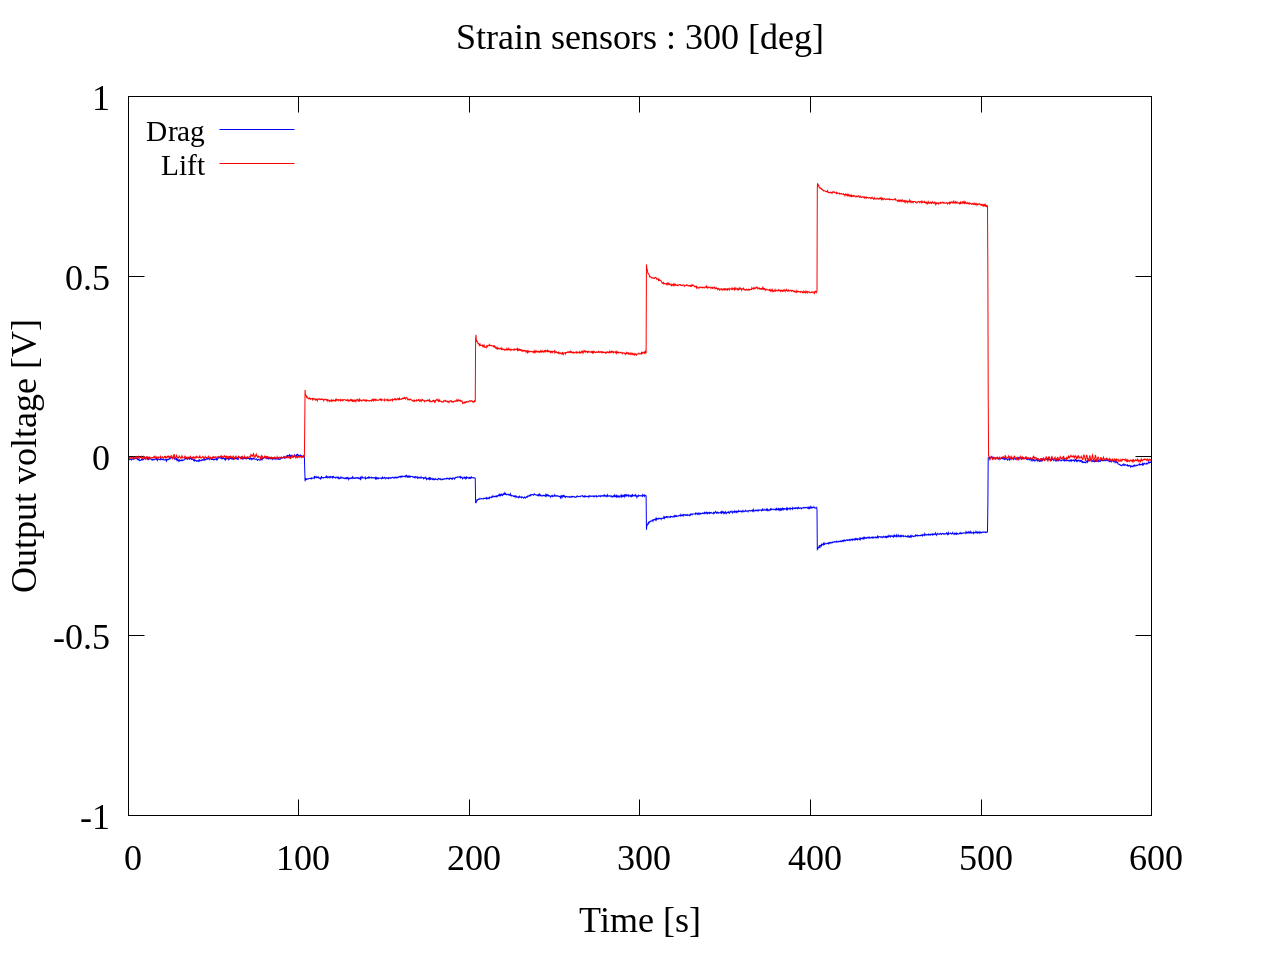 Strain sensors : 300 [deg]
Drag
Lift
1
0.5
0
-0.5
-1
Output voltage [V]
0 100 200 300 400 500 600
Time [s]